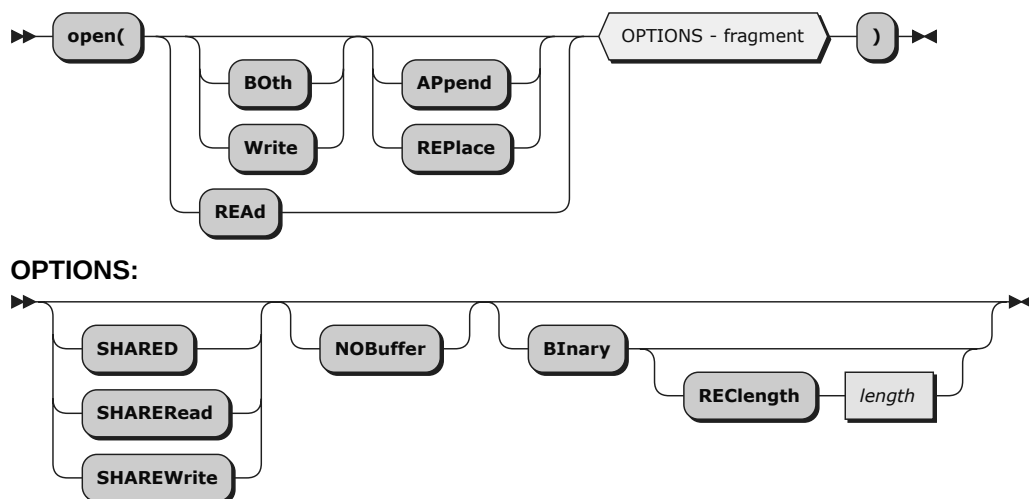 open( OPTIONS - fragment )
BOth APpend
Write REPlace
REAd
OPTIONS:
SHARED NOBuffer BInary
SHARERead REClength length
SHAREWrite